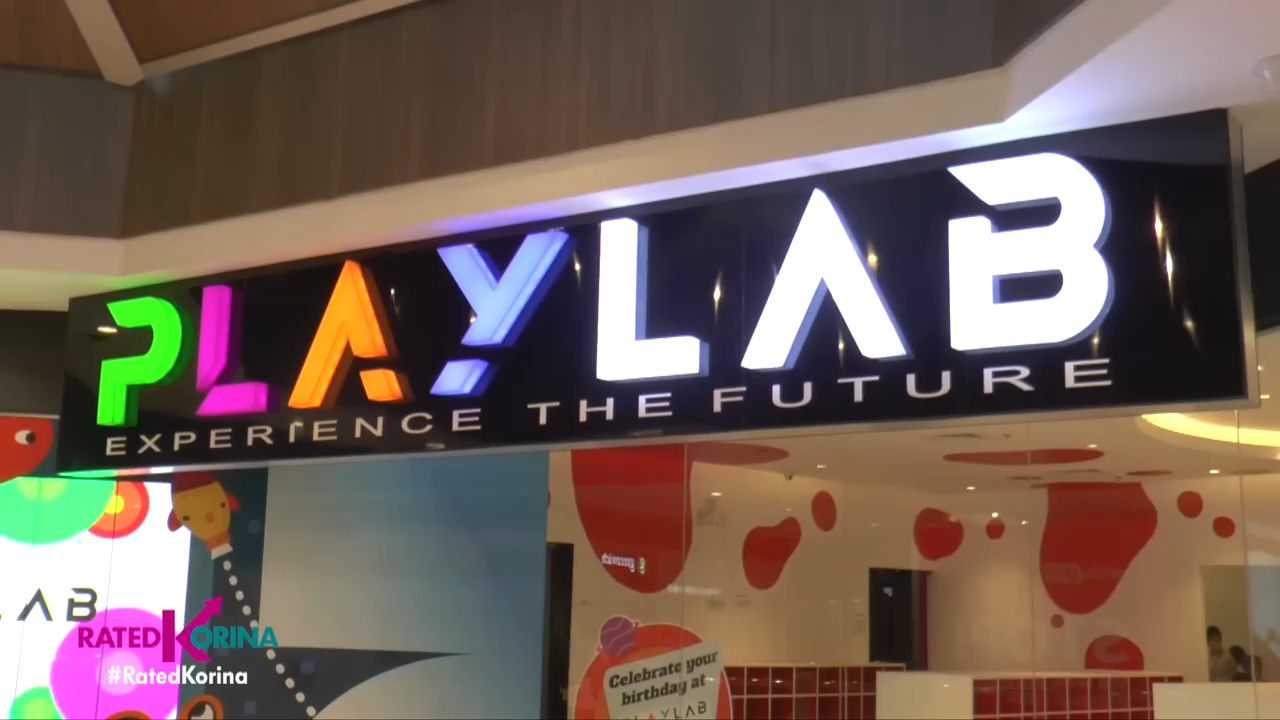 PLAYLAB
EXPERIENCE THE FUTURE
LAB
RATED KORINA
#RatedKorina
Celebrate your
birthday at
PLAYLAB